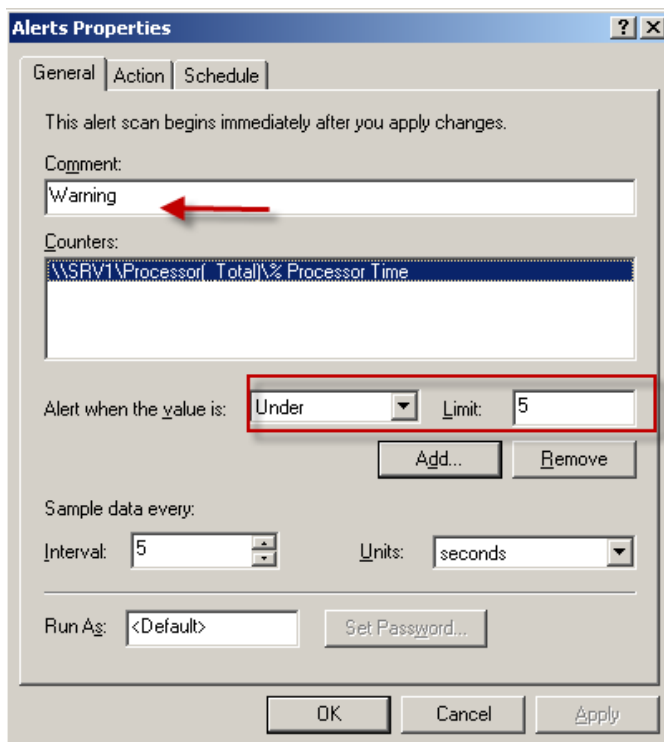 Alerts Properties
General Action Schedule
This alert scan begins immediately after you apply changes.
Comment:
Warning
Counters:
\\SRV1\Processor(_Total)\% Processor Time
Alert when the value is: Under Limit: 5
Add... Remove
Sample data every:
Interval: 5 Units: seconds
Run As: <Default> Set Password...
OK Cancel Apply